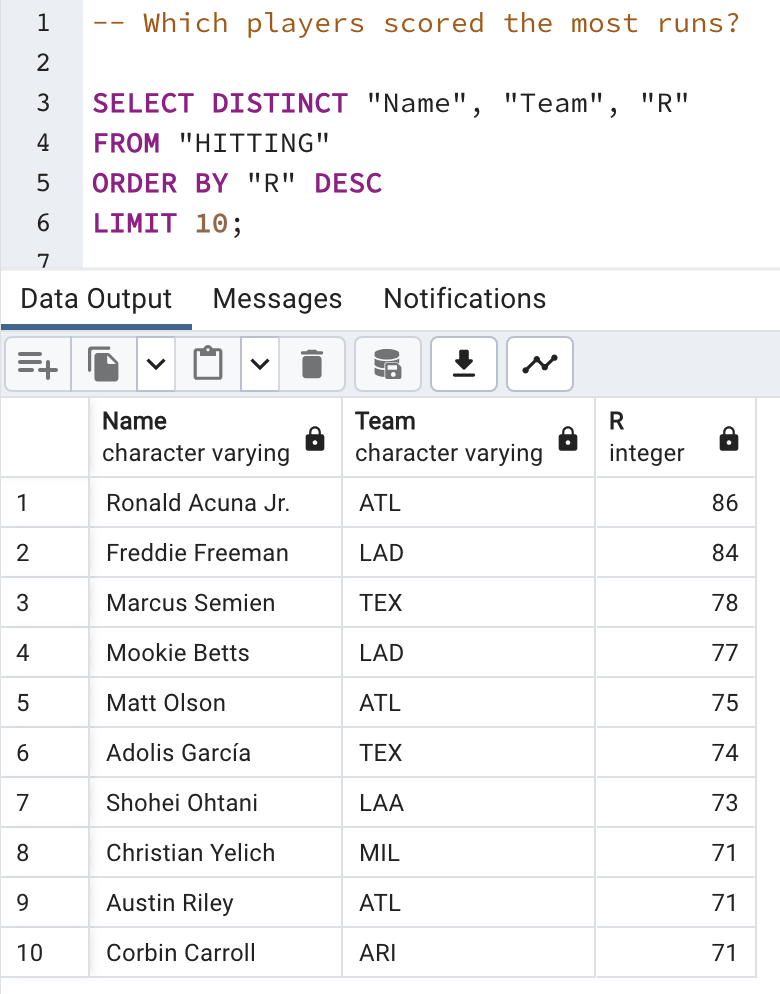 1 -- Which players scored the most runs?
2
3 SELECT DISTINCT "Name", "Team", "R"
4 FROM "HITTING"
5 ORDER BY "R" DESC
6 LIMIT 10;
7
Data Output Messages Notifications
Name Team R
character varying character varying integer
1 Ronald Acuna Jr. ATL 86
2 Freddie Freeman LAD 84
3 Marcus Semien TEX 78
4 Mookie Betts LAD 77
5 Matt Olson ATL 75
6 Adolis García TEX 74
7 Shohei Ohtani LAA 73
8 Christian Yelich MIL 71
9 Austin Riley ATL 71
10 Corbin Carroll ARI 71